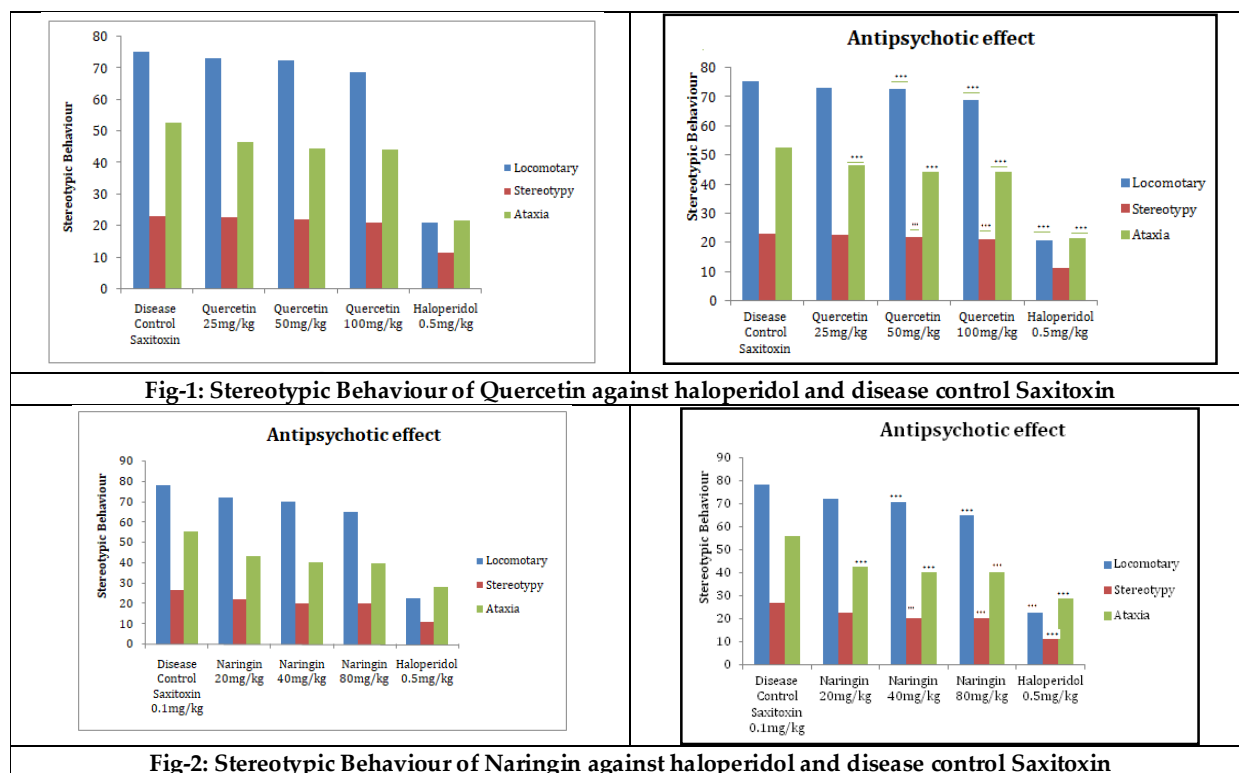 80
70
60
50
40
30
20
10
0
Stereotypic Behaviour
Disease
Control
Saxitoxin
Quercetin
25mg/kg
Quercetin
50mg/kg
Quercetin
100mg/kg
Haloperidol
0.5mg/kg
Locomotary
Stereotypy
Ataxia
Antipsychotic effect
80
70
60
50
40
30
20
10
0
Stereotypic Behaviour
***
***
***
***
***
***
***
***
***
Disease
Control
Saxitoxin
Quercetin
25mg/kg
Quercetin
50mg/kg
Quercetin
100mg/kg
Haloperidol
0.5mg/kg
Locomotary
Stereotypy
Ataxia
Fig-1: Stereotypic Behaviour of Quercetin against haloperidol and disease control Saxitoxin
Antipsychotic effect
90
80
70
60
50
40
30
20
10
0
Stereotypic Behaviour
Disease
Control
Saxitoxin
0.1mg/kg
Naringin
20mg/kg
Naringin
40mg/kg
Naringin
80mg/kg
Haloperidol
0.5mg/kg
Locomotary
Stereotypy
Ataxia
Antipsychotic effect
90
80
70
60
50
40
30
20
10
0
Stereotypic Behaviour
***
***
***
***
***
***
***
***
***
***
Disease
Control
Saxitoxin
0.1mg/kg
Naringin
20mg/kg
Naringin
40mg/kg
Naringin
80mg/kg
Haloperidol
0.5mg/kg
Locomotary
Stereotypy
Ataxia
Fig-2: Stereotypic Behaviour of Naringin against haloperidol and disease control Saxitoxin